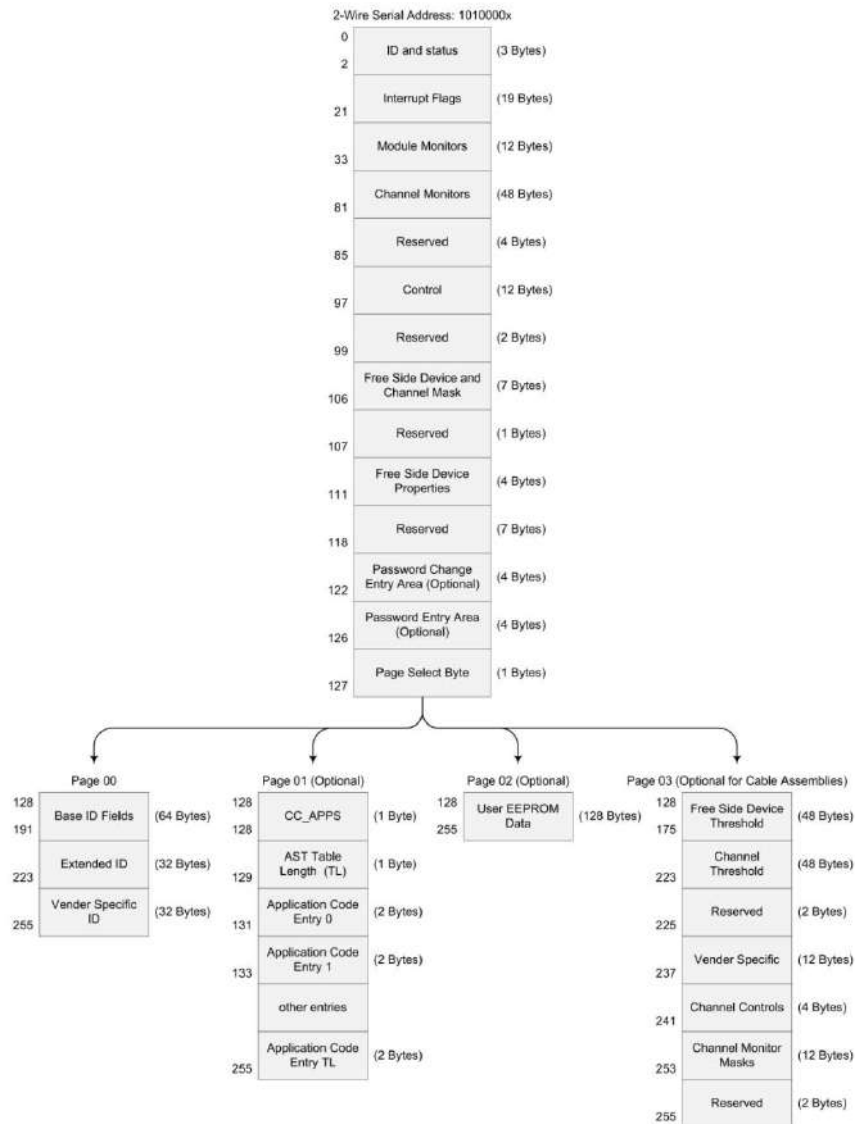 2-Wire Serial Address: 1010000x
0
ID and status (3 Bytes)
2
Interrupt Flags (19 Bytes)
21
Module Monitors (12 Bytes)
33
Channel Monitors (48 Bytes)
81
Reserved (4 Bytes)
85
Control (12 Bytes)
97
Reserved (2 Bytes)
99
Free Side Device and
Channel Mask (7 Bytes)
106
Reserved (1 Bytes)
107
Free Side Device
Properties (4 Bytes)
111
Reserved (7 Bytes)
118
Password Change
Entry Area (Optional) (4 Bytes)
122
Password Entry Area
(Optional) (4 Bytes)
126
Page Select Byte (1 Bytes)
127
Page 00
128
Base ID Fields (64 Bytes)
191
Extended ID (32 Bytes)
223
Vender Specific
ID (32 Bytes)
255
Page 01 (Optional)
128
CC_APPS (1 Byte)
128
AST Table
Length (TL) (1 Byte)
129
Application Code
Entry 0 (2 Bytes)
131
Application Code
Entry 1 (2 Bytes)
133
other entries
Application Code
Entry TL (2 Bytes)
255
Page 02 (Optional)
128
User EEPROM
Data (128 Bytes)
255
Page 03 (Optional for Cable Assemblies)
128
Free Side Device
Threshold (48 Bytes)
175
Channel
Threshold (48 Bytes)
223
Reserved (2 Bytes)
225
Vender Specific (12 Bytes)
237
Channel Controls (4 Bytes)
241
Channel Monitor
Masks (12 Bytes)
253
Reserved (2 Bytes)
255